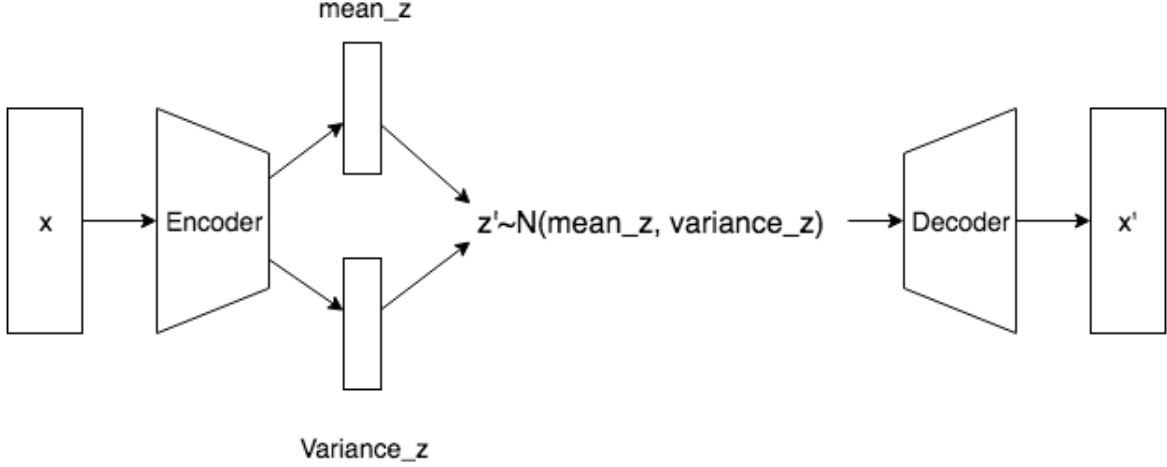 mean_z
x
Encoder
z'~N(mean_z, variance_z)
Decoder
x'
Variance_z